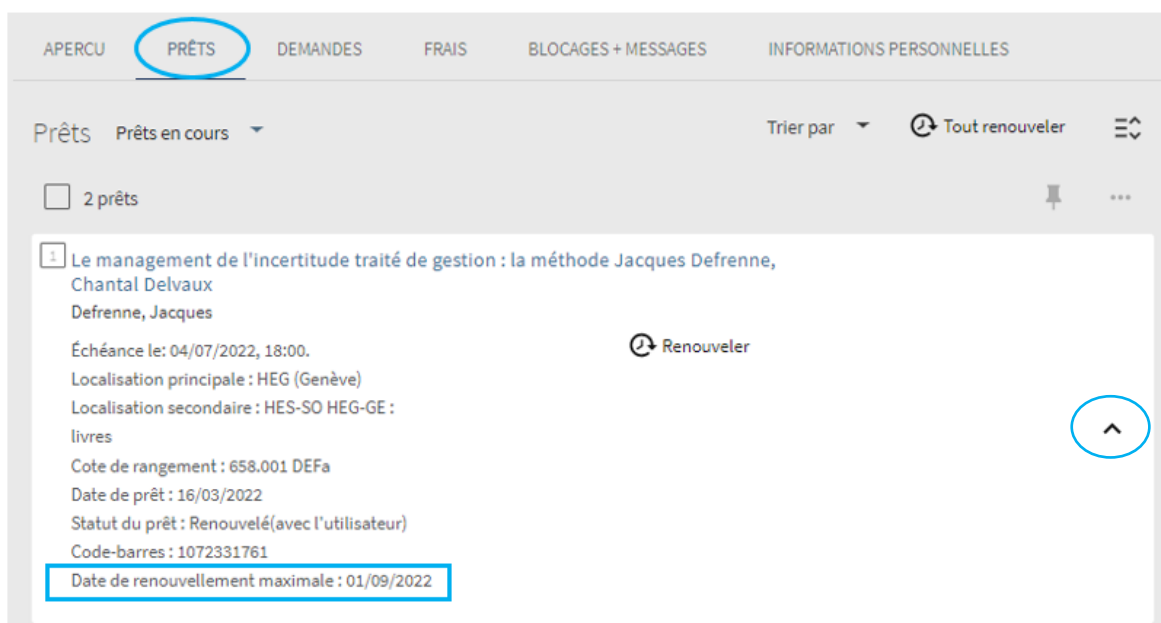 APERCU PRÊTS DEMANDES FRAIS BLOCAGES + MESSAGES INFORMATIONS PERSONNELLES
Prêts Prêts en cours Trier par Tout renouveler
2 prêts
1 Le management de l'incertitude traité de gestion : la méthode Jacques Defrenne,
Chantal Delvaux
Defrenne, Jacques
Échéance le: 04/07/2022, 18:00. Renouveler
Localisation principale : HEG (Genève)
Localisation secondaire : HES-SO HEG-GE :
livres
Cote de rangement : 658.001 DEFa
Date de prêt : 16/03/2022
Statut du prêt : Renouvelé(avec l'utilisateur)
Code-barres : 1072331761
Date de renouvellement maximale : 01/09/2022